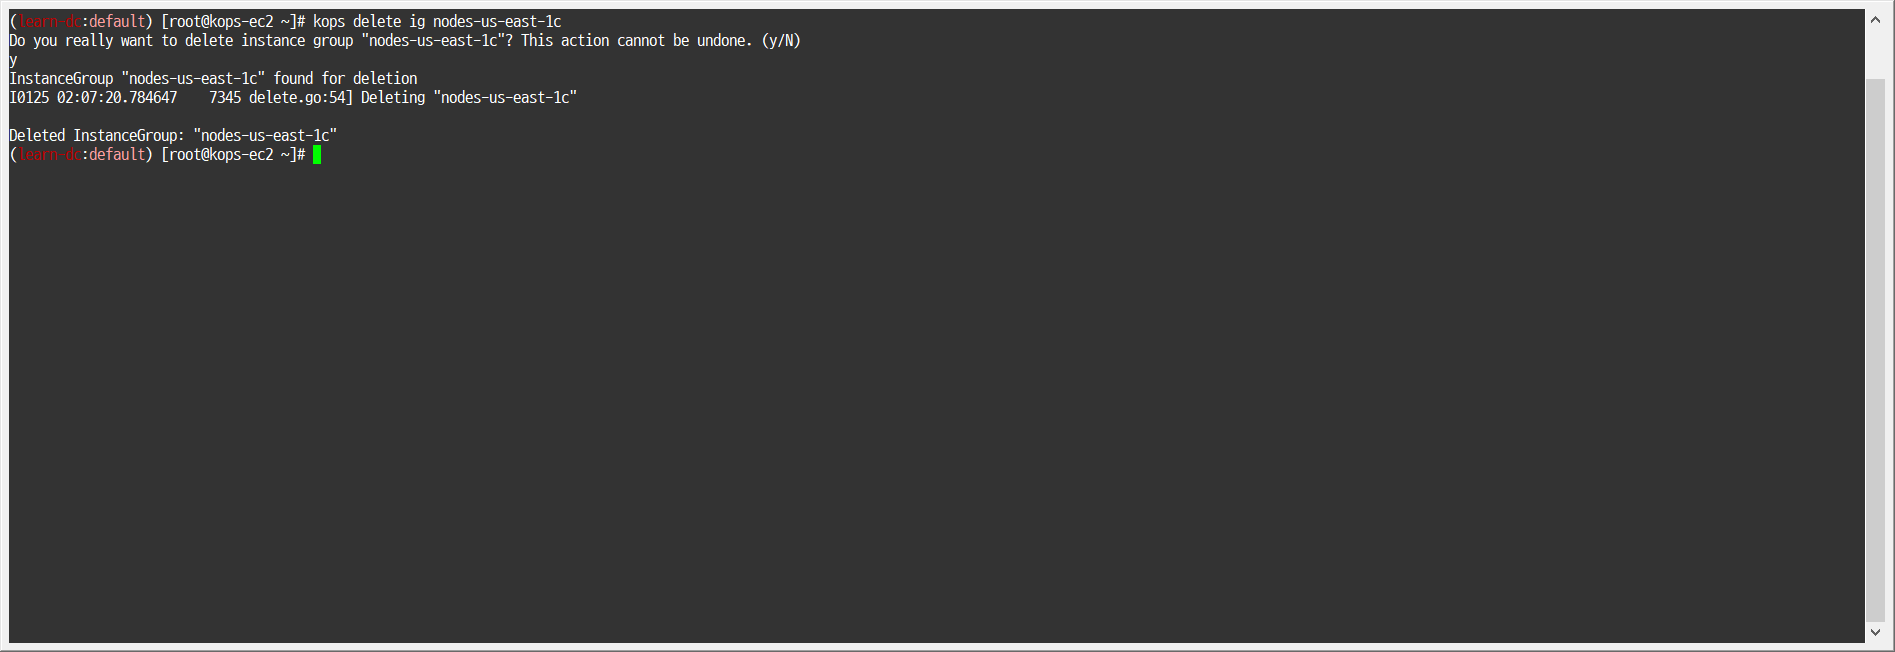 (learn-dc:default) [root@kops-ec2 ~]# kops delete ig nodes-us-east-1c
Do you really want to delete instance group "nodes-us-east-1c"? This action cannot be undone. (y/N)
y
InstanceGroup "nodes-us-east-1c" found for deletion
I0125 02:07:20.784647    7345 delete.go:54] Deleting "nodes-us-east-1c"
Deleted InstanceGroup: "nodes-us-east-1c"
(learn-dc:default) [root@kops-ec2 ~]#